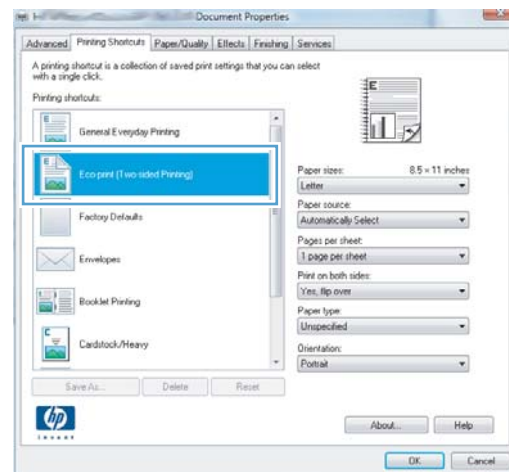 Document Properties
Advanced Printing Shortcuts Paper/Quality Effects Finishing Services
A printing shortcut is a collection of saved print settings that you can select
with a single click.
Printing shortcuts:
General Everyday Printing
Eco-print (Two-sided Printing)
Factory Defaults
Envelopes
Booklet Printing
Cardstock/Heavy
Save As... Delete Reset
E
Paper sizes: 8.5 × 11 inches
Letter
Paper source:
Automatically Select
Pages per sheet:
1 page per sheet
Print on both sides:
Yes, flip over
Paper type:
Unspecified
Orientation:
Portrait
hp
invent
About... Help
OK Cancel